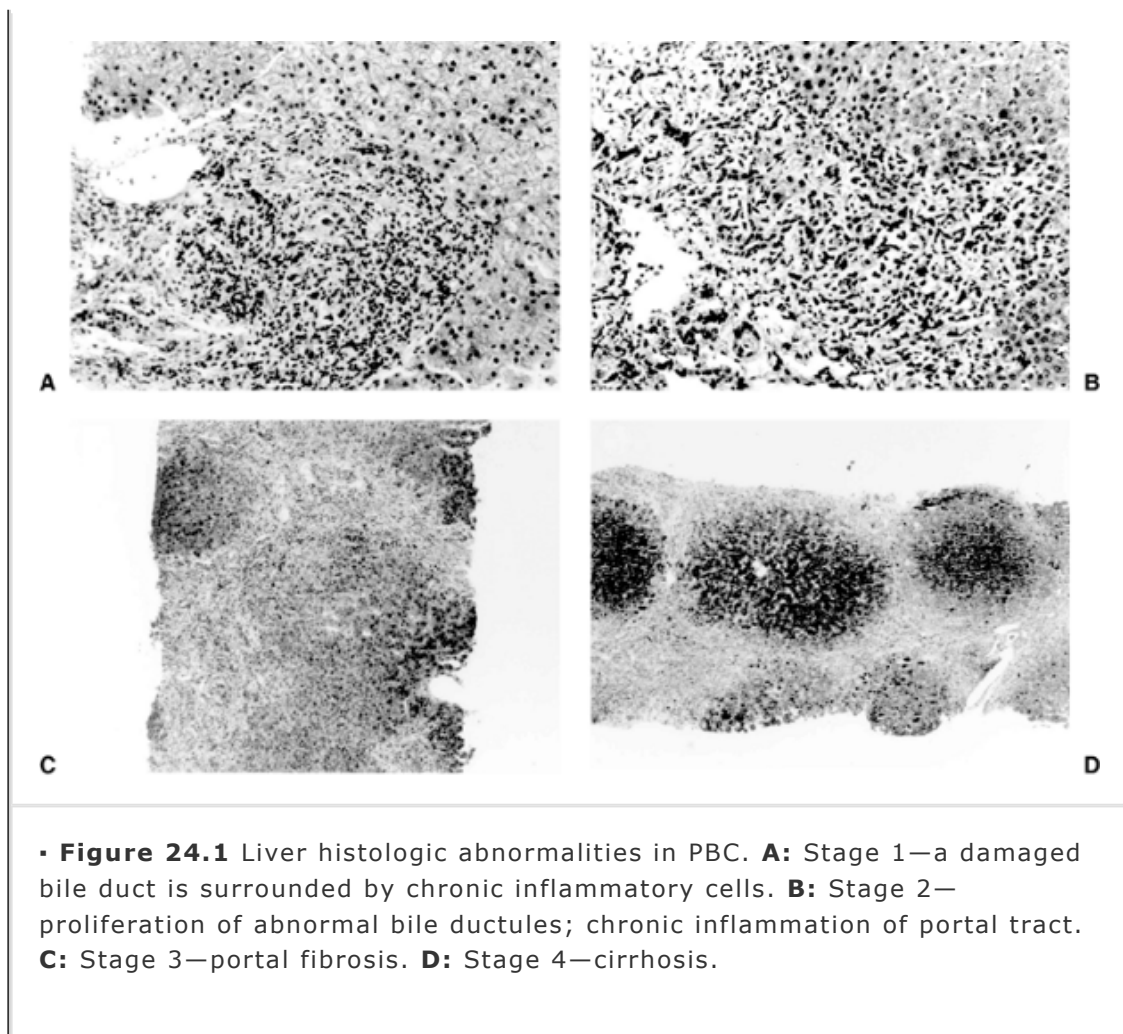 A
B
C
D
▪ Figure 24.1 Liver histologic abnormalities in PBC. A: Stage 1—a damaged
bile duct is surrounded by chronic inflammatory cells. B: Stage 2—
proliferation of abnormal bile ductules; chronic inflammation of portal tract.
C: Stage 3—portal fibrosis. D: Stage 4—cirrhosis.